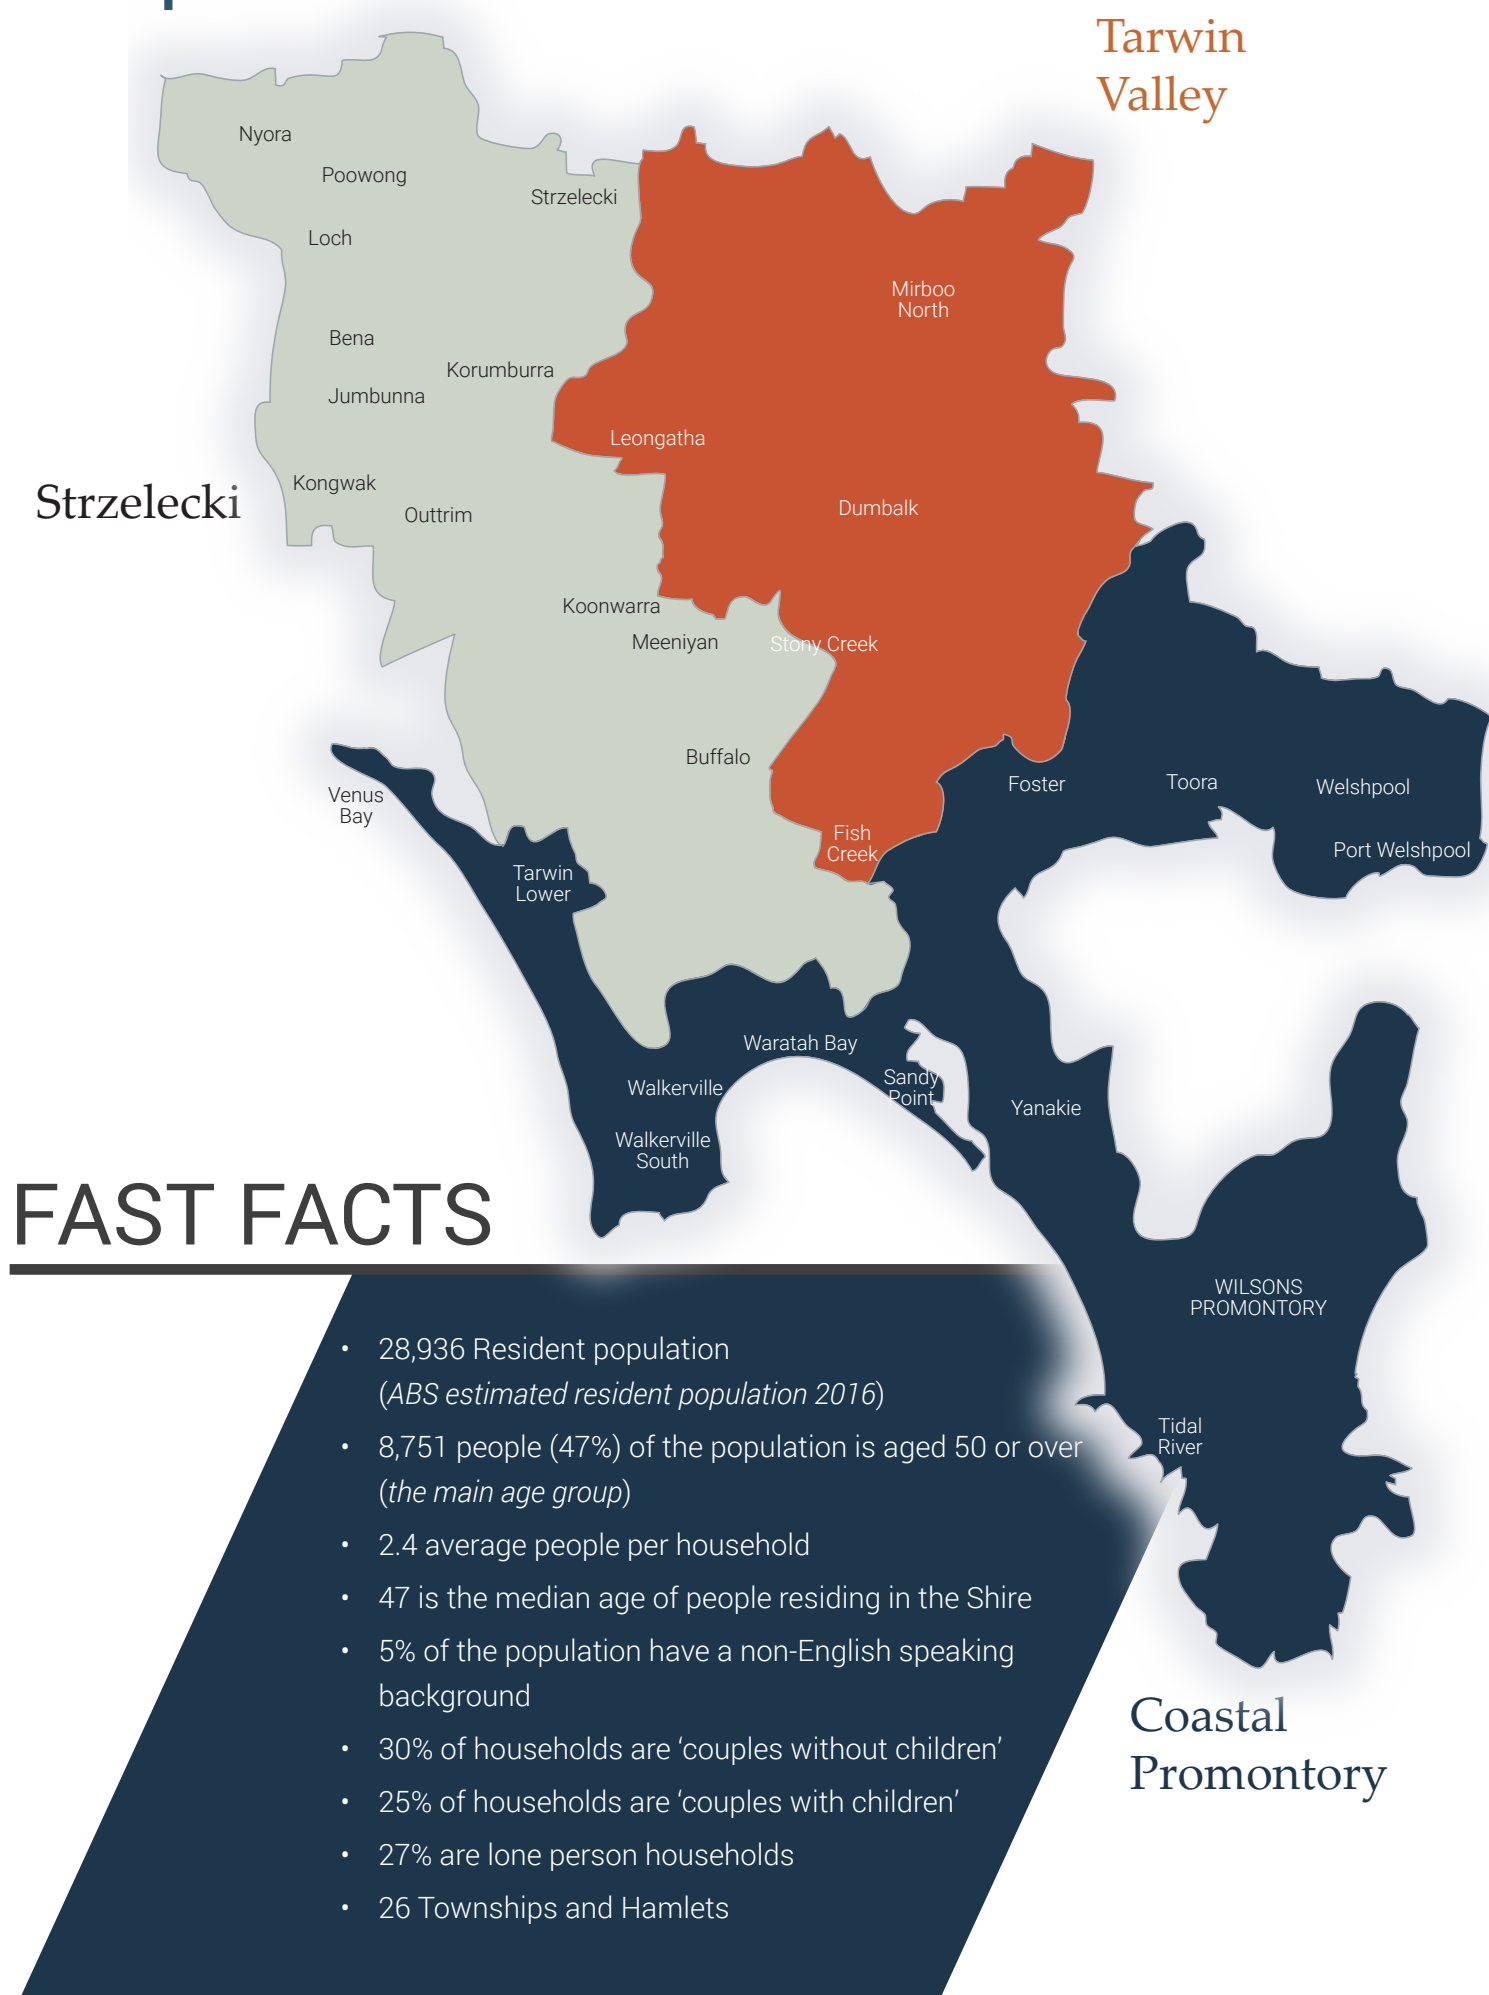 Tarwin
Valley
Nyora
Poowong
Strzelecki
Loch
Mirboo
North
Bena
Korumburra
Jumbunna
Leongatha
Kongwak
Strzelecki
Outtrim
Dumbalk
Koonwarra
Meeniyan
Stony Creek
Buffalo
Foster
Toora
Welshpool
Venus
Bay
Fish
Creek
Port Welshpool
Tarwin
Lower
Waratah Bay
Sandy
Point
Walkerville
Yanakie
Walkerville
South
FAST FACTS
WILSONS
PROMONTORY
Tidal
River
• 28,936 Resident population
(ABS estimated resident population 2016)
• 8,751 people (47%) of the population is aged 50 or over
(the main age group)
• 2.4 average people per household
• 47 is the median age of people residing in the Shire
• 5% of the population have a non-English speaking
background
• 30% of households are ‘couples without children’
• 25% of households are ‘couples with children’
• 27% are lone person households
• 26 Townships and Hamlets
Coastal
Promontory